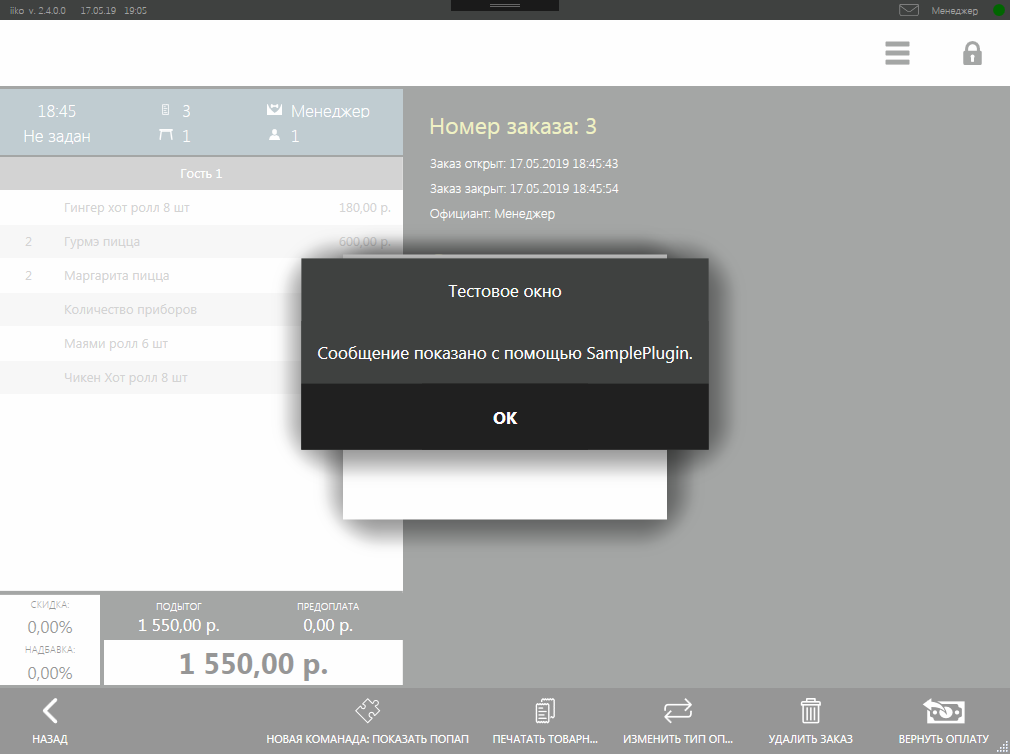 iiko v. 2.4.0.0 17.05.19 19:05 Менеджер
18:45 3 Менеджер
Не задан 1 1
Гость 1
Гингер хот ролл 8 шт 180,00 р.
2 Гурмэ пицца 600,00 р.
2 Маргарита пицца
Количество приборов
Маями ролл 6 шт
Чикен Хот ролл 8 шт
Номер заказа: 3
Заказ открыт: 17.05.2019 18:45:43
Заказ закрыт: 17.05.2019 18:45:54
Официант: Менеджер
Тестовое окно
Сообщение показано с помощью SamplePlugin.
OK
СКИДКА:
0,00%
НАДБАВКА:
0,00%
ПОДЫТОГ ПРЕДОПЛАТА
1 550,00 р. 0,00 р.
1 550,00 р.
НАЗАД НОВАЯ КОМАНАДА: ПОКАЗАТЬ ПОПАП ПЕЧАТАТЬ ТОВАРН... ИЗМЕНИТЬ ТИП ОП... УДАЛИТЬ ЗАКАЗ ВЕРНУТЬ ОПЛАТУ